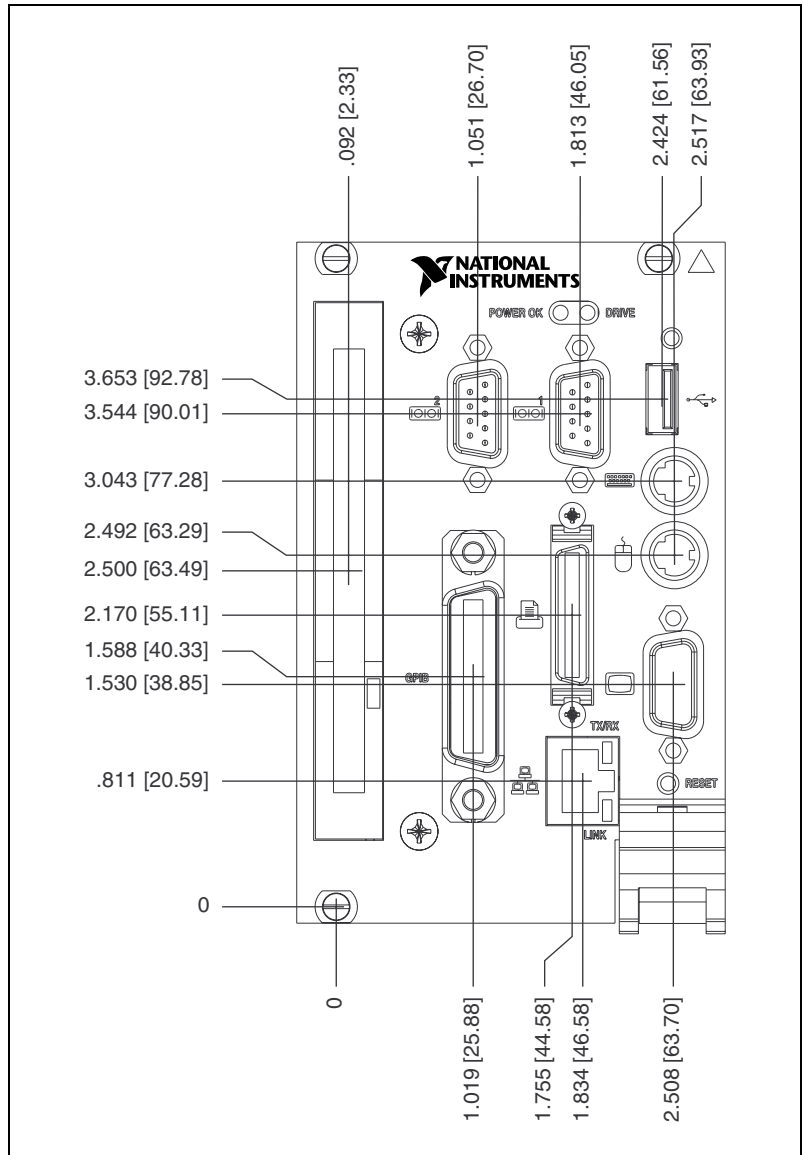 .092 [2.33]
1.051 [26.70]
1.813 [46.05]
2.424 [61.56]
2.517 [63.93]
NATIONAL
INSTRUMENTS
POWER OK
DRIVE
3.653 [92.78]
3.544 [90.01]
2
1
3.043 [77.28]
2.492 [63.29]
2.500 [63.49]
2.170 [55.11]
1.588 [40.33]
1.530 [38.85]
GPIB
TX/RX
.811 [20.59]
RESET
LINK
0
0
1.019 [25.88]
1.755 [44.58]
1.834 [46.58]
2.508 [63.70]